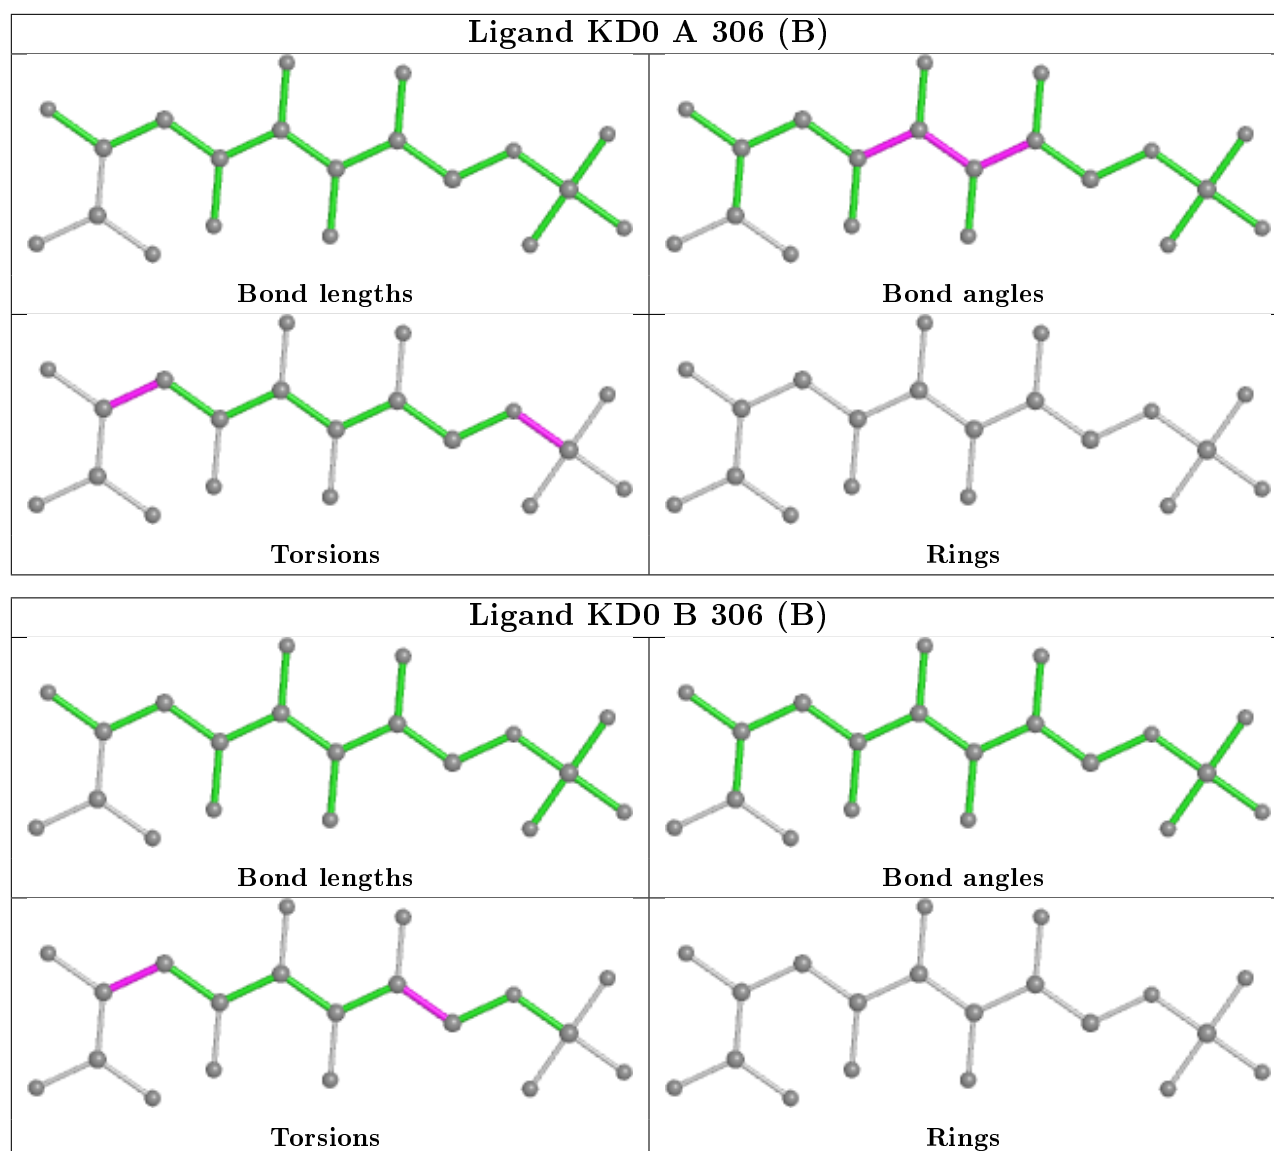 Ligand KD0 A 306 (B)
Bond lengths
Bond angles
Torsions
Rings
Ligand KD0 B 306 (B)
Bond lengths
Bond angles
Torsions
Rings